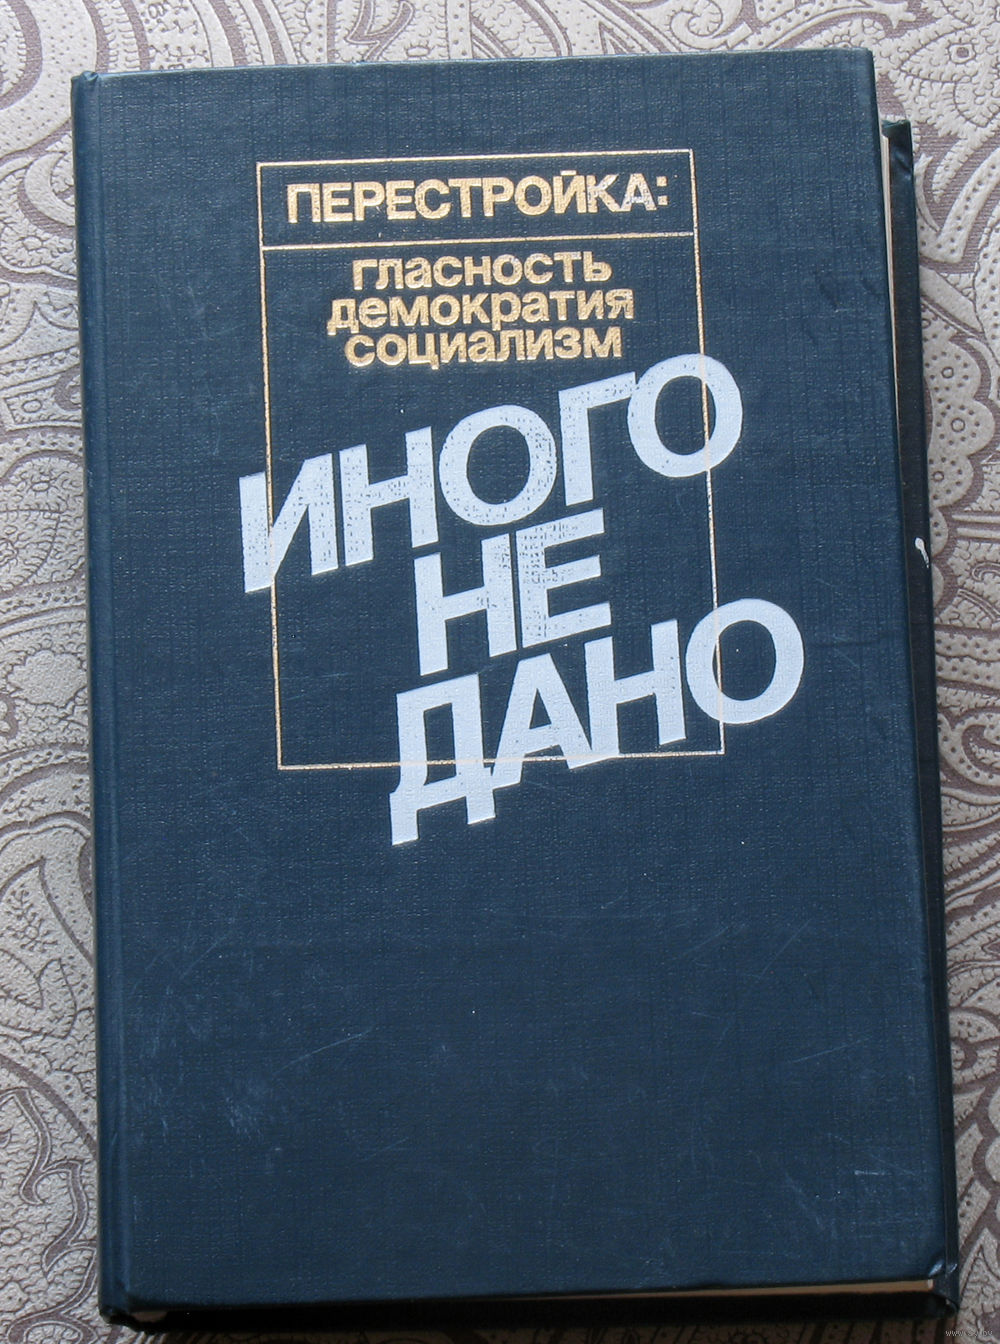 ПЕРЕСТРОЙКА:
гласность
демократия
социализм
ИНОГО
НЕ
ДАНО